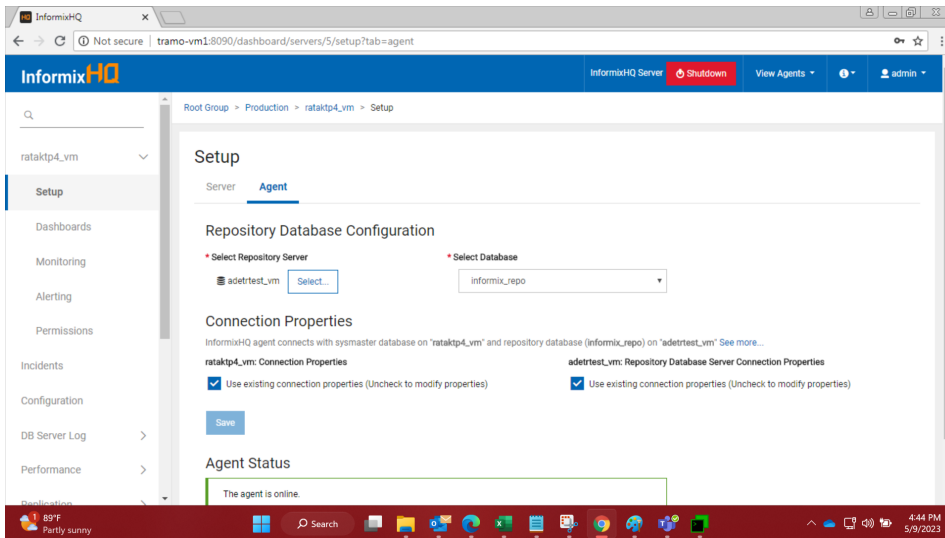 InformixHQ
Not secure | tramo-vm1:8090/dashboard/servers/5/setup?tab=agent
InformixHQ
InformixHQ Server
Shutdown
View Agents
admin
Root Group > Production > rataktp4_vm > Setup
rataktp4_vm
Setup
Dashboards
Monitoring
Alerting
Permissions
Incidents
Configuration
DB Server Log
Performance
Replication
Setup
Server
Agent
Repository Database Configuration
* Select Repository Server
* Select Database
adetrtest_vm
Select...
informix_repo
Connection Properties
InformixHQ agent connects with sysmaster database on "rataktp4_vm" and repository database (informix_repo) on "adetrtest_vm" See more...
rataktp4_vm: Connection Properties
adetrtest_vm: Repository Database Server Connection Properties
Use existing connection properties (Uncheck to modify properties)
Use existing connection properties (Uncheck to modify properties)
Save
Agent Status
The agent is online.
1
89°F
Partly sunny
Search
4:44 PM
5/9/2023